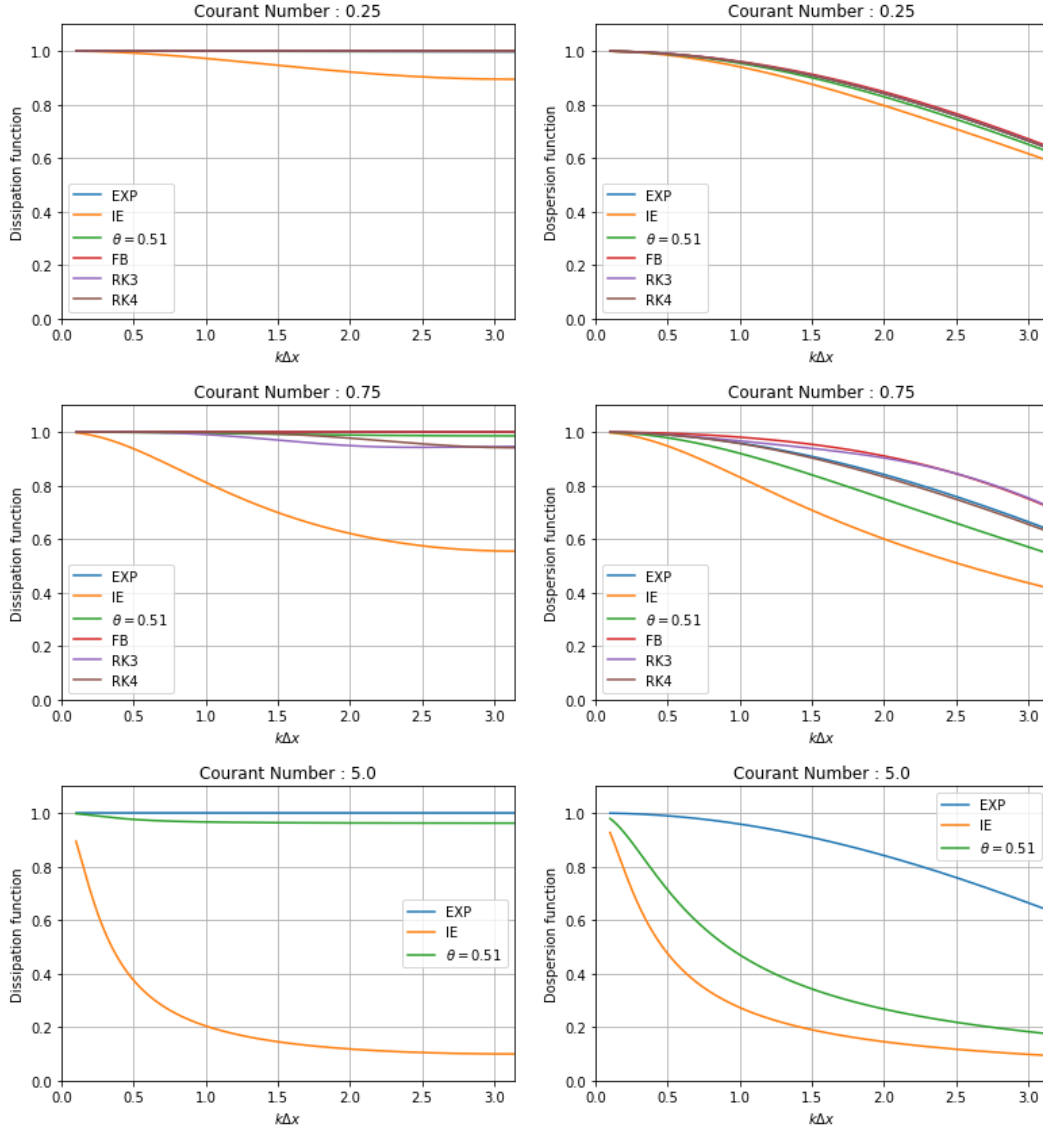 Courant Number : 0.25
Dissipation function
1.0
0.8
0.6
0.4
0.2
0.0
EXP
IE
θ = 0.51
FB
RK3
RK4
0.0 0.5 1.0 1.5 2.0 2.5 3.0
kΔx
Courant Number : 0.25
Dospersion function
1.0
0.8
0.6
0.4
0.2
0.0
EXP
IE
θ = 0.51
FB
RK3
RK4
0.0 0.5 1.0 1.5 2.0 2.5 3.0
kΔx
Courant Number : 0.75
Dissipation function
1.0
0.8
0.6
0.4
0.2
0.0
EXP
IE
θ = 0.51
FB
RK3
RK4
0.0 0.5 1.0 1.5 2.0 2.5 3.0
kΔx
Courant Number : 0.75
Dospersion function
1.0
0.8
0.6
0.4
0.2
0.0
EXP
IE
θ = 0.51
FB
RK3
RK4
0.0 0.5 1.0 1.5 2.0 2.5 3.0
kΔx
Courant Number : 5.0
Dissipation function
1.0
0.8
0.6
0.4
0.2
0.0
EXP
IE
θ = 0.51
0.0 0.5 1.0 1.5 2.0 2.5 3.0
kΔx
Courant Number : 5.0
Dospersion function
1.0
0.8
0.6
0.4
0.2
0.0
EXP
IE
θ = 0.51
0.0 0.5 1.0 1.5 2.0 2.5 3.0
kΔx